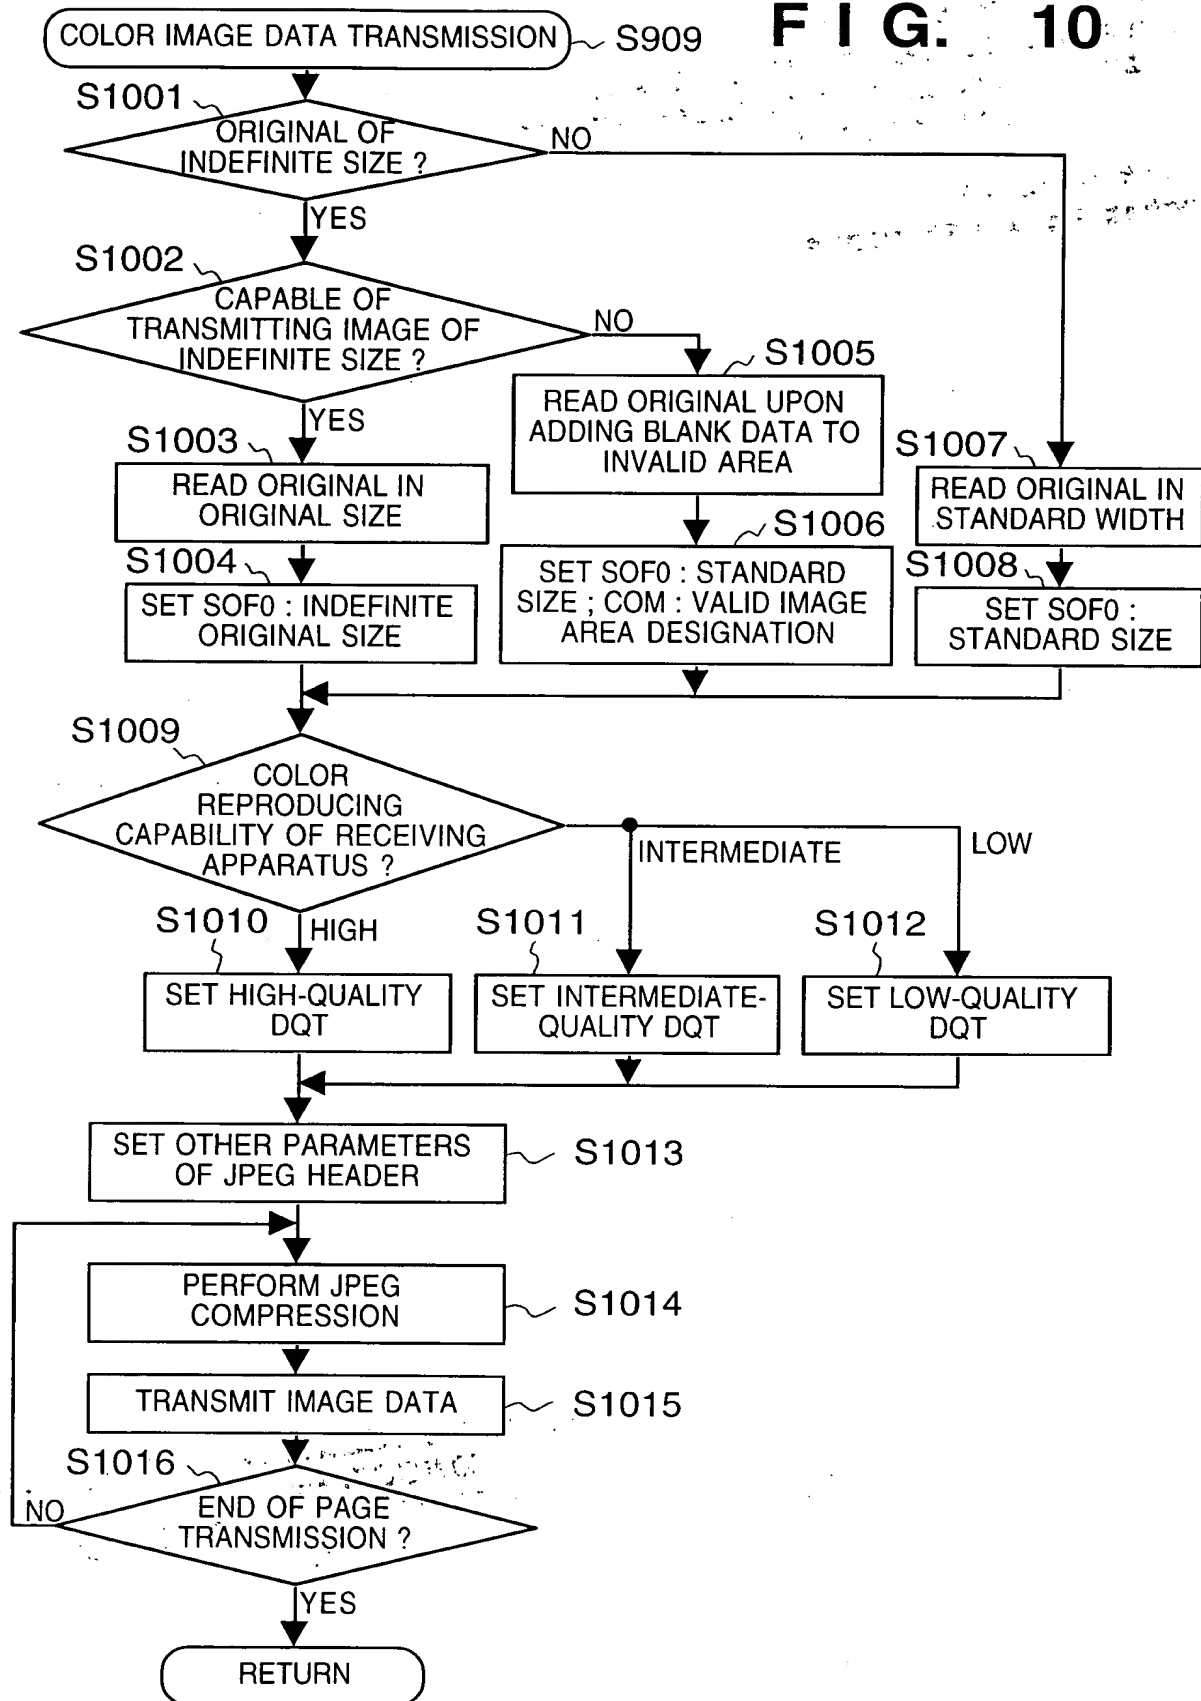 FIG. 10
COLOR IMAGE DATA TRANSMISSION
S909
S1001
ORIGINAL OF
INDEFINITE SIZE ?
NO
YES
S1002
CAPABLE OF
TRANSMITTING IMAGE OF
INDEFINITE SIZE ?
NO
YES
S1003
READ ORIGINAL IN
ORIGINAL SIZE
S1004
SET SOF0 : INDEFINITE
ORIGINAL SIZE
S1005
READ ORIGINAL UPON
ADDING BLANK DATA TO
INVALID AREA
S1006
SET SOF0 : STANDARD
SIZE ; COM : VALID IMAGE
AREA DESIGNATION
S1007
READ ORIGINAL IN
STANDARD WIDTH
S1008
SET SOF0 :
STANDARD SIZE
S1009
COLOR
REPRODUCING
CAPABILITY OF RECEIVING
APPARATUS ?
INTERMEDIATE
LOW
HIGH
S1010
SET HIGH-QUALITY
DQT
S1011
SET INTERMEDIATE-
QUALITY DQT
S1012
SET LOW-QUALITY
DQT
SET OTHER PARAMETERS
OF JPEG HEADER
S1013
PERFORM JPEG
COMPRESSION
S1014
TRANSMIT IMAGE DATA
S1015
S1016
END OF PAGE
TRANSMISSION ?
NO
YES
RETURN